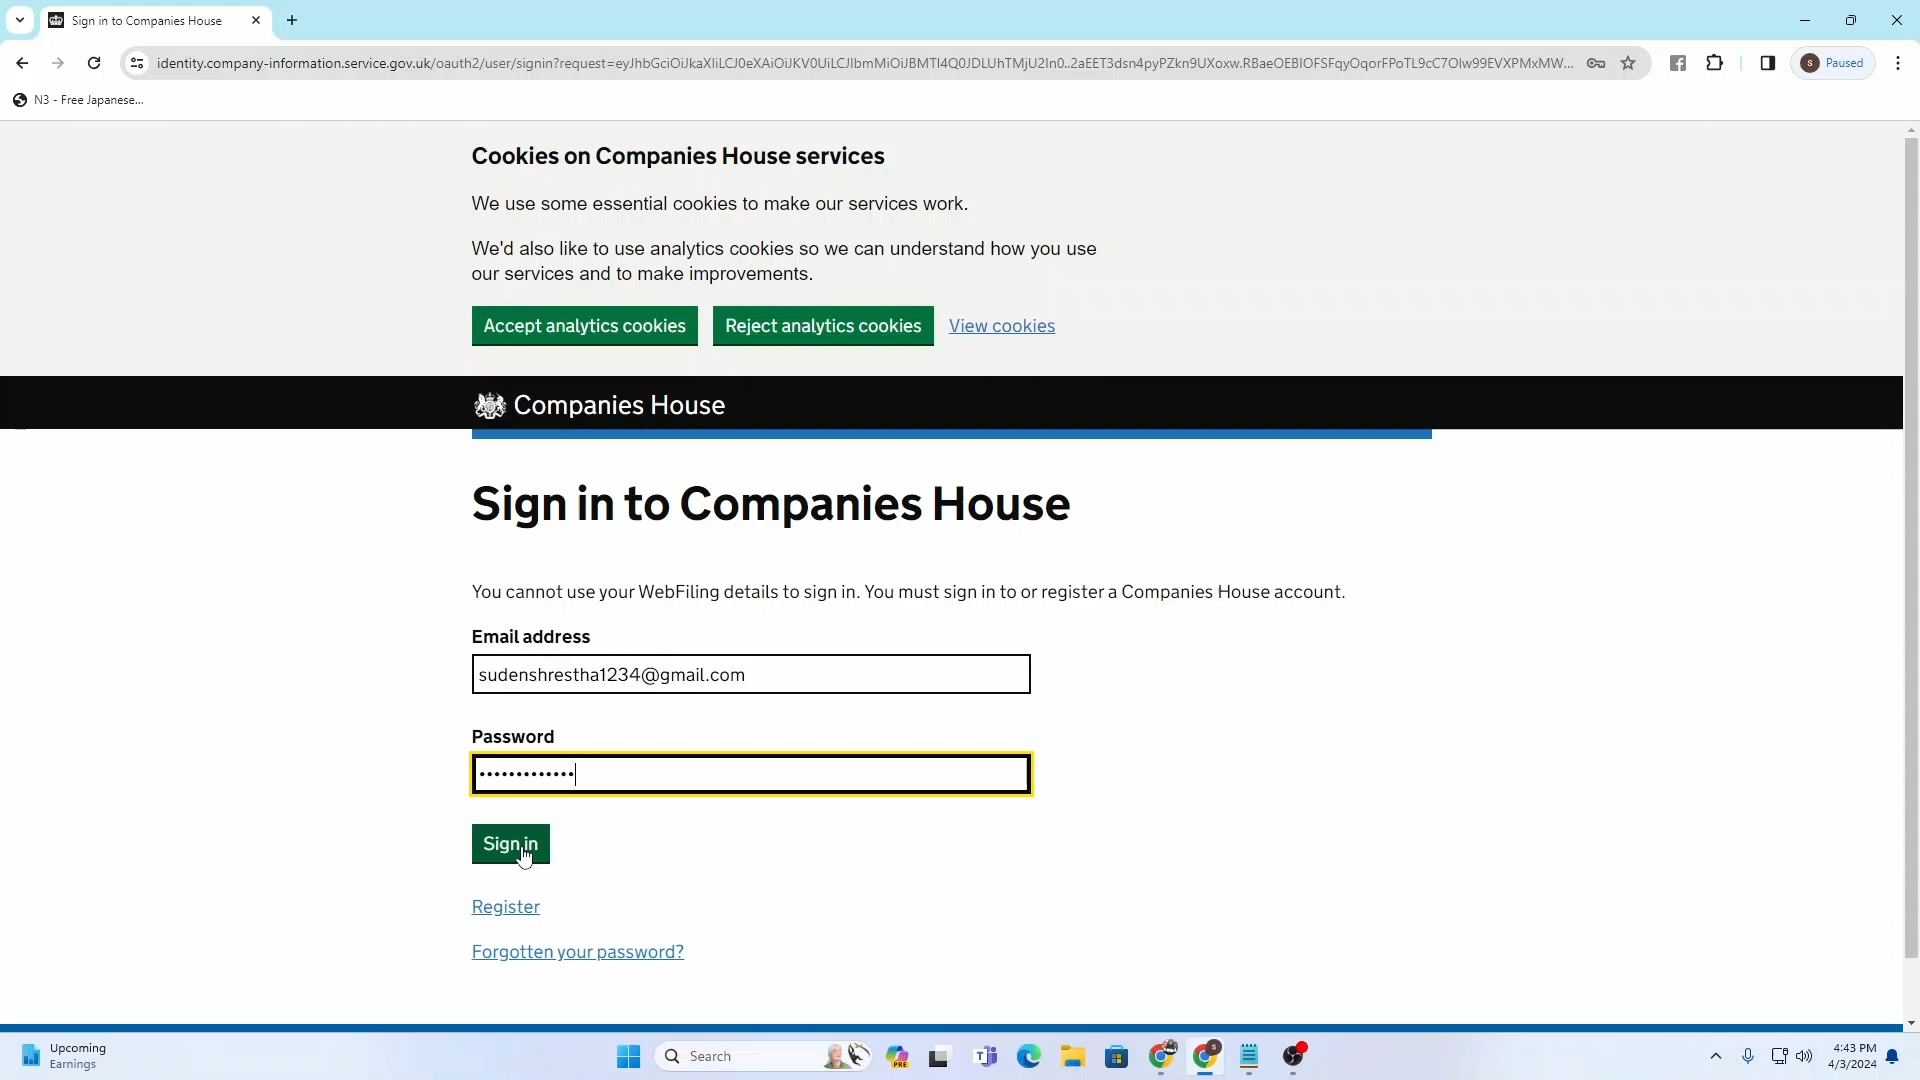 Sign in to Companies House
identity.company-information.service.gov.uk/oauth2/user/signin?request=
S Paused
N3 - Free Japanese...
Cookies on Companies House services
We use some essential cookies to make our services work.
We'd also like to use analytics cookies so we can understand how you use
our services and to make improvements.
Accept analytics cookies Reject analytics cookies View cookies
Companies House
Sign in to Companies House
You cannot use your WebFiling details to sign in. You must sign in to or register a Companies House account.
Email address
sudenshrestha1234@gmail.com
Password
•••••••••••••
Sign in
Register
Forgotten your password?
Upcoming
Earnings
Search
PRE
S
4:43 PM
4/3/2024